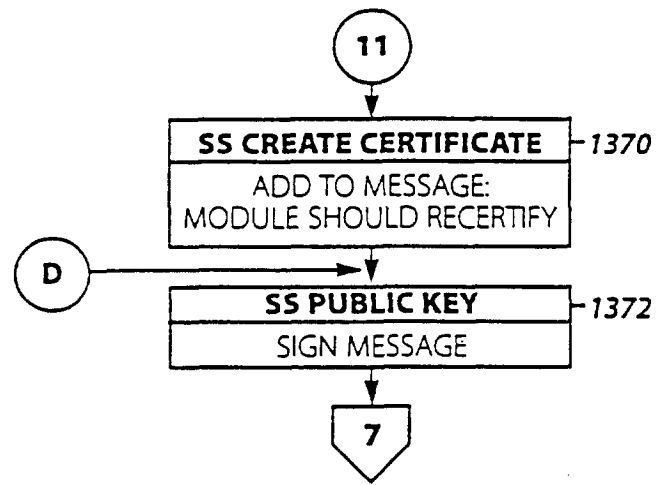 11
SS CREATE CERTIFICATE
1370
ADD TO MESSAGE:
MODULE SHOULD RECERTIFY
D
SS PUBLIC KEY
1372
SIGN MESSAGE
7